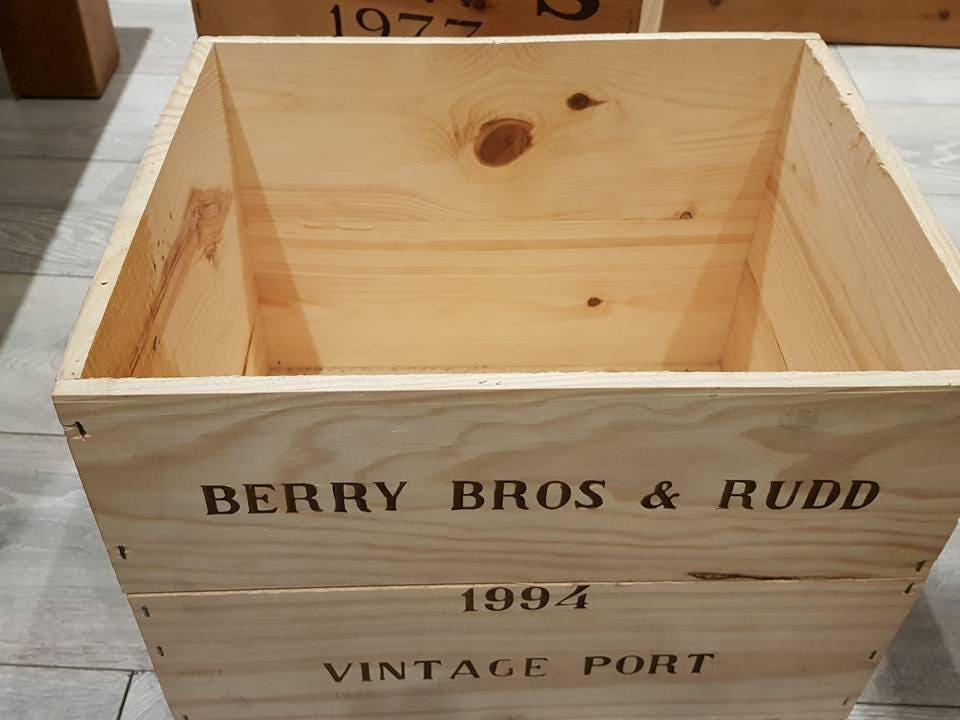 1977
BERRY BROS & RUDD
1994
VINTAGE PORT